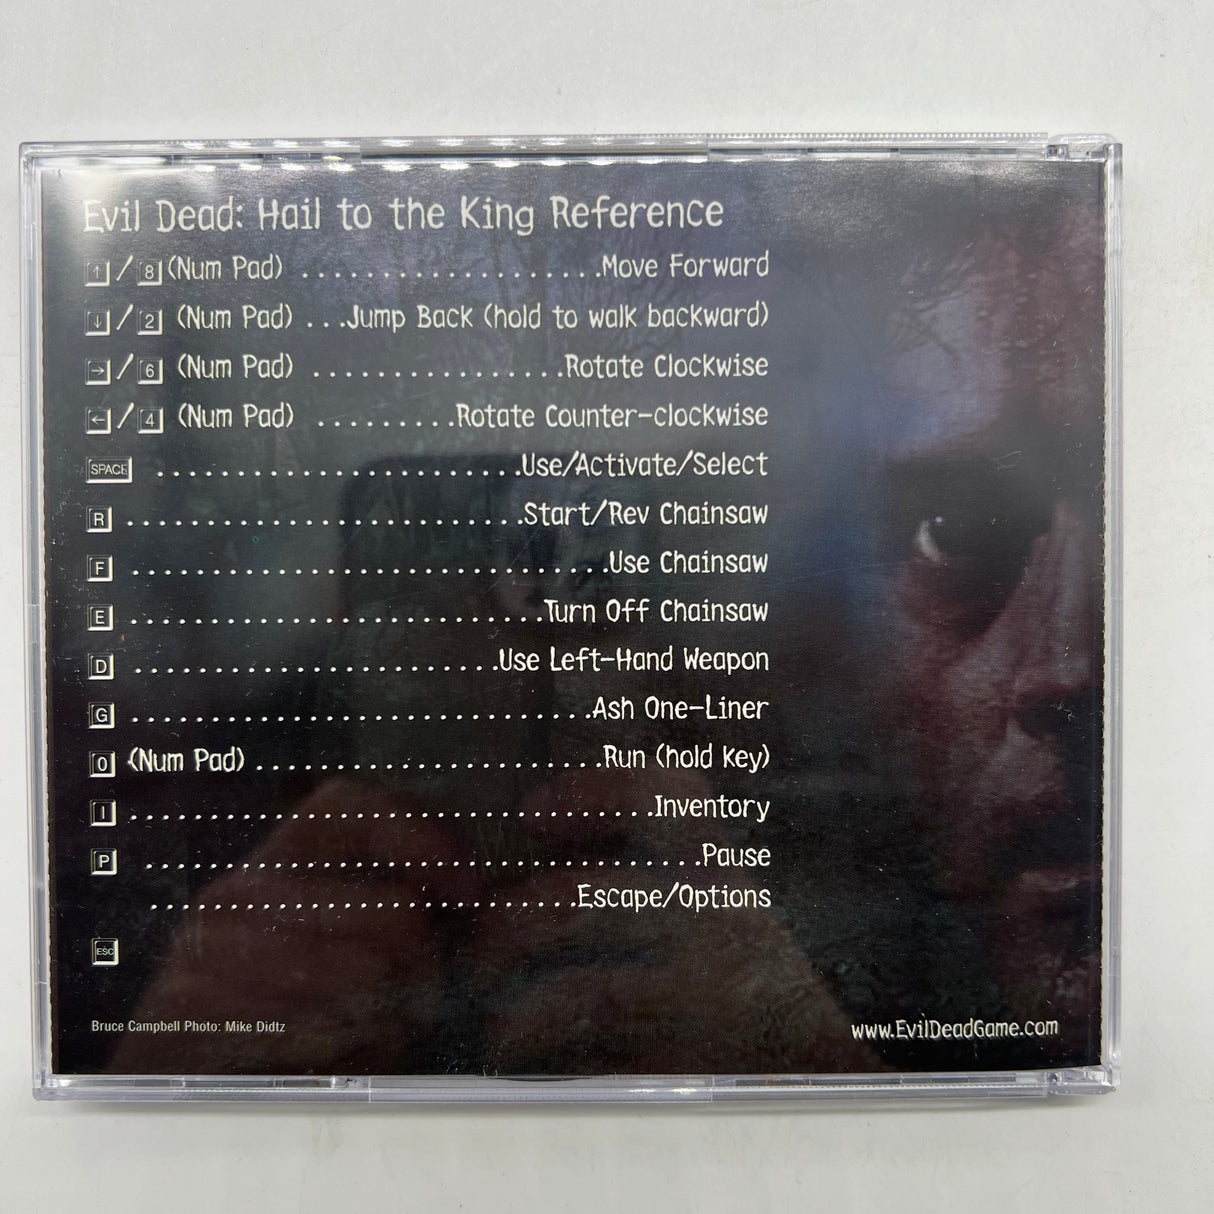 Evil Dead: Hail to the King Reference
↑ / 8 (Num Pad) ....................Move Forward
↓ / 2 (Num Pad) ...Jump Back (hold to walk backward)
→ / 6 (Num Pad) .................Rotate Clockwise
← / 4 (Num Pad) ..........Rotate Counter-clockwise
SPACE ........................Use/Activate/Select
R ..........................Start/Rev Chainsaw
F ...............................Use Chainsaw
E ...........................Turn Off Chainsaw
D ........................Use Left-Hand Weapon
G ..............................Ash One-Liner
0 (Num Pad) .......................Run (hold key)
I ...................................Inventory
P .....................................Pause
............................Escape/Options
ESC
Bruce Campbell Photo: Mike Didtz
www.EvilDeadGame.com